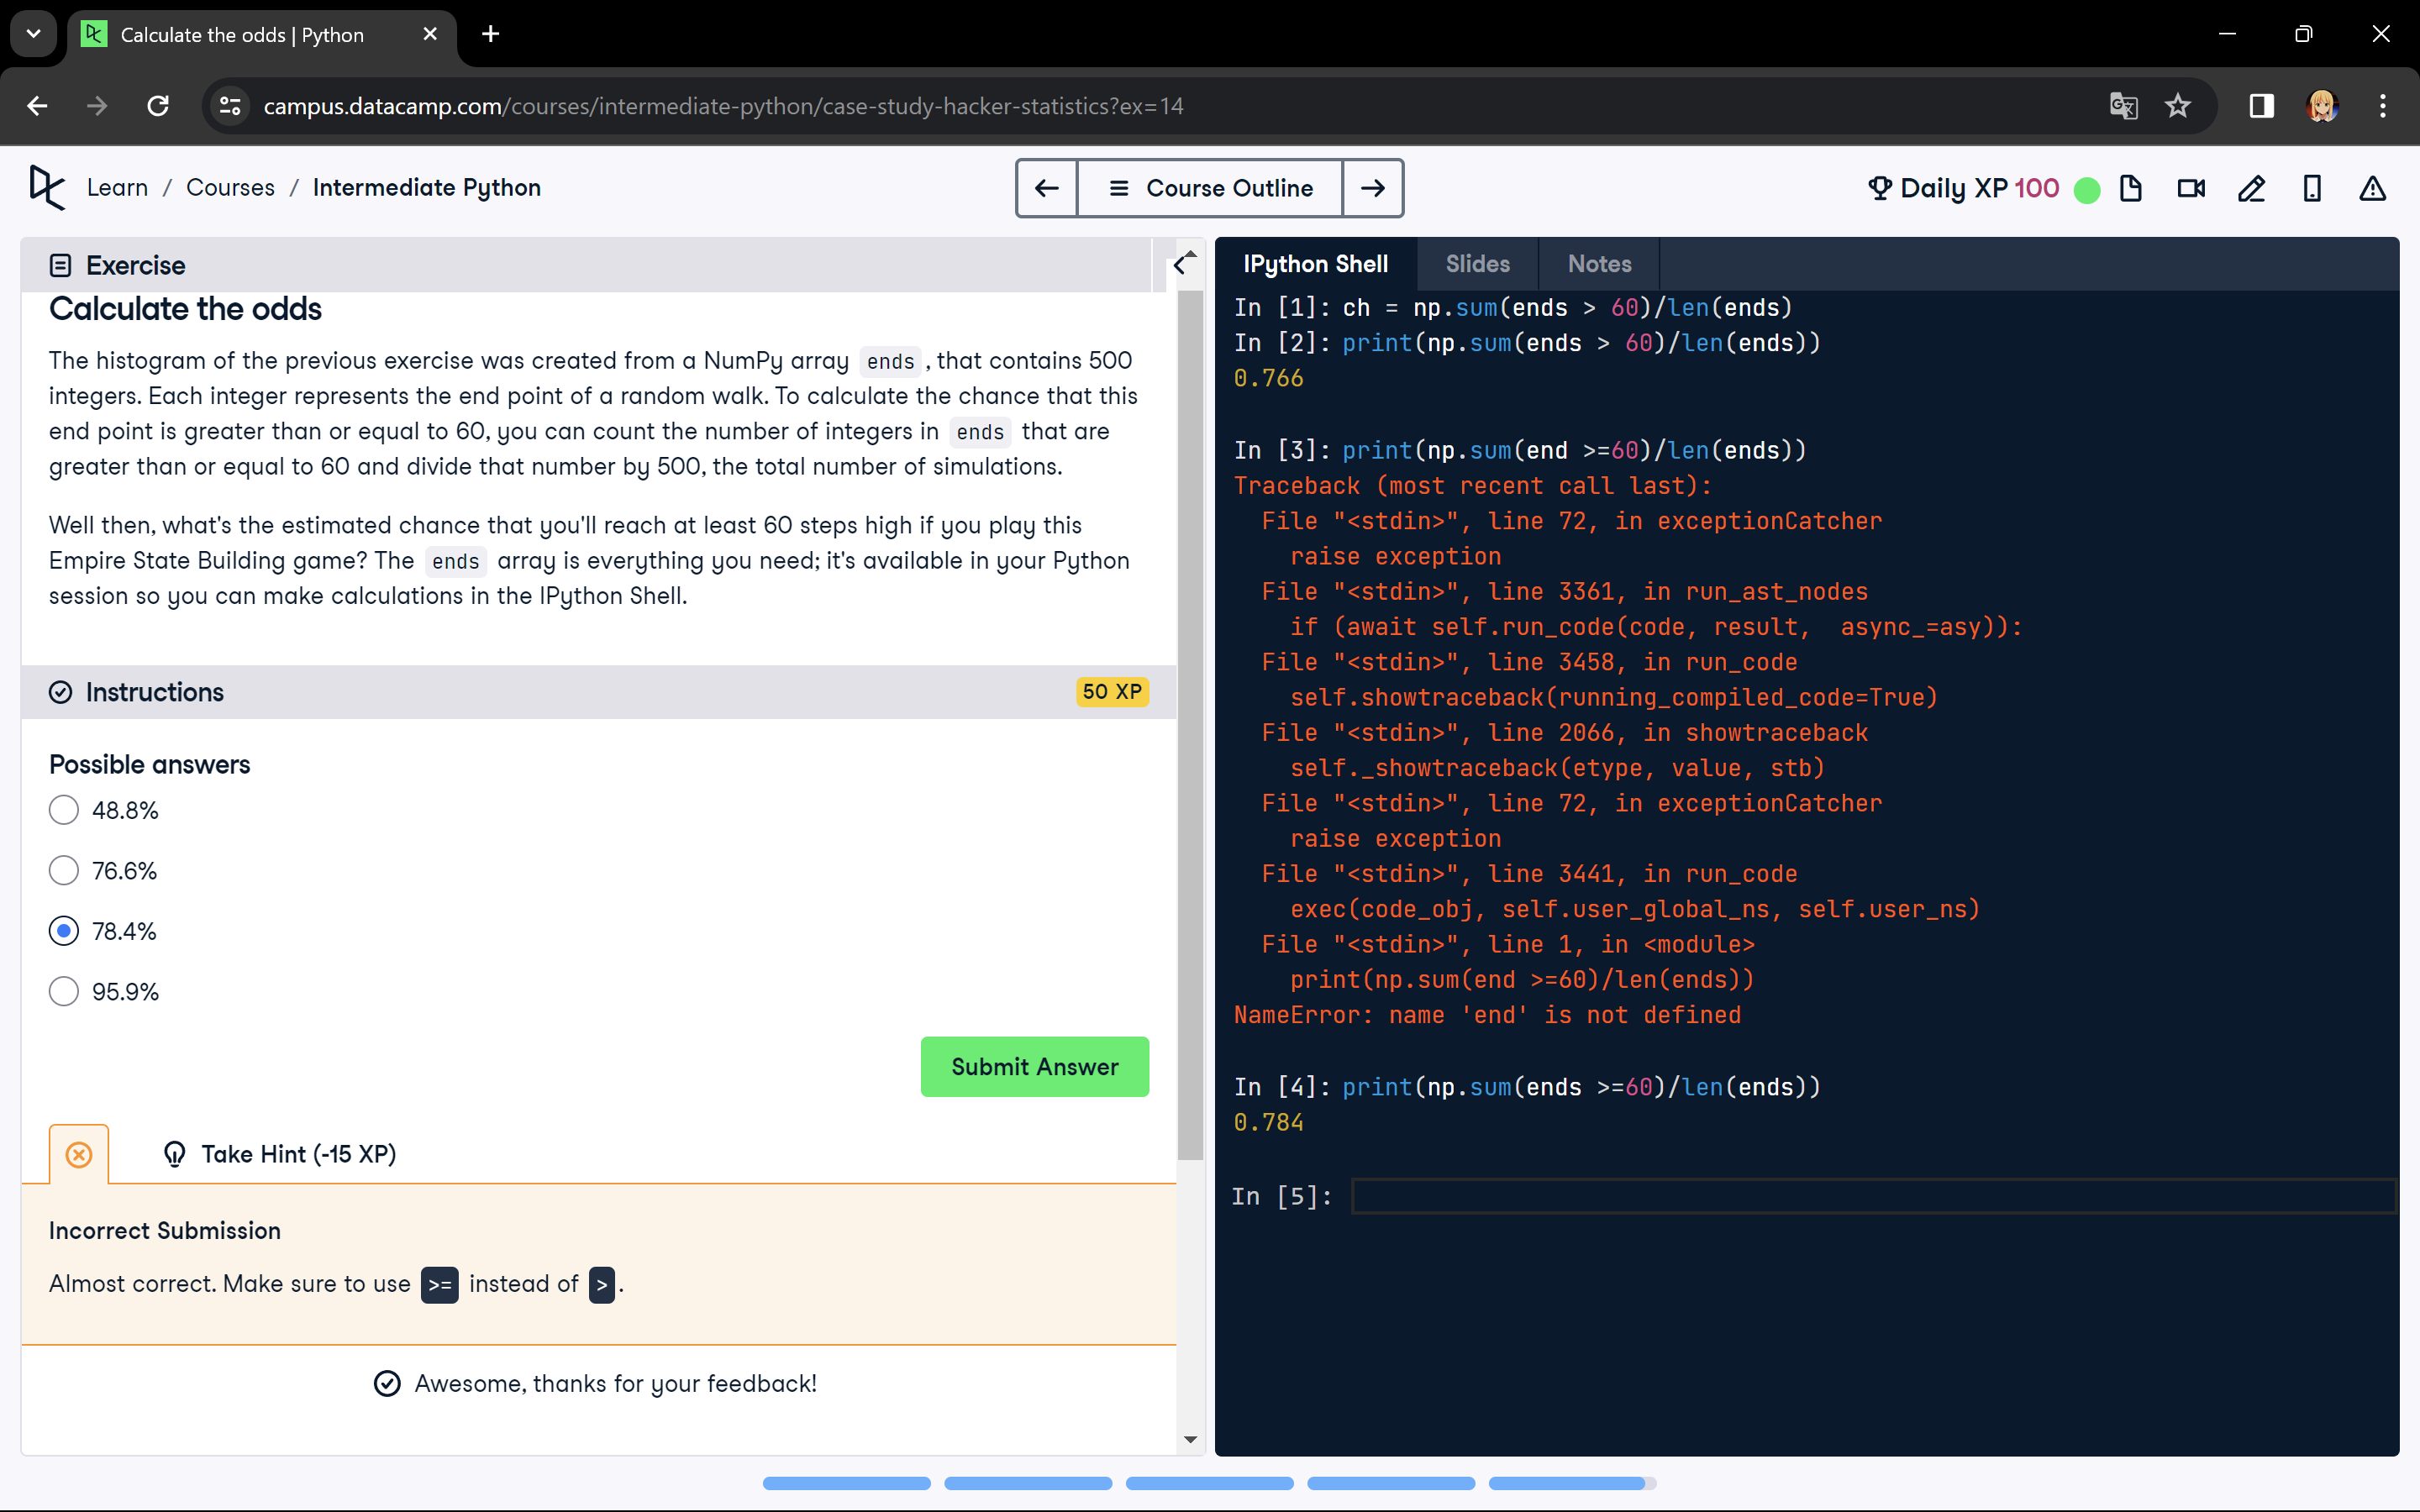 Calculate the odds | Python
campus.datacamp.com/courses/intermediate-python/case-study-hacker-statistics?ex=14
Learn / Courses / Intermediate Python
Course Outline
Daily XP 100
Exercise
Calculate the odds
The histogram of the previous exercise was created from a NumPy array ends, that contains 500
integers. Each integer represents the end point of a random walk. To calculate the chance that this
end point is greater than or equal to 60, you can count the number of integers in ends that are
greater than or equal to 60 and divide that number by 500, the total number of simulations.
Well then, what's the estimated chance that you'll reach at least 60 steps high if you play this
Empire State Building game? The ends array is everything you need; it's available in your Python
session so you can make calculations in the IPython Shell.
Instructions
50 XP
Possible answers
48.8%
76.6%
78.4%
95.9%
Submit Answer
Take Hint (-15 XP)
Incorrect Submission
Almost correct. Make sure to use >= instead of >.
Awesome, thanks for your feedback!
IPython Shell
Slides
Notes
In [1]: ch = np.sum(ends > 60)/len(ends)
In [2]: print(np.sum(ends > 60)/len(ends))
0.766
In [3]: print(np.sum(end >=60)/len(ends))
Traceback (most recent call last):
File "<stdin>", line 72, in exceptionCatcher
raise exception
File "<stdin>", line 3361, in run_ast_nodes
if (await self.run_code(code, result,  async_=asy)):
File "<stdin>", line 3458, in run_code
self.showtraceback(running_compiled_code=True)
File "<stdin>", line 2066, in showtraceback
self._showtraceback(etype, value, stb)
File "<stdin>", line 72, in exceptionCatcher
raise exception
File "<stdin>", line 3441, in run_code
exec(code_obj, self.user_global_ns, self.user_ns)
File "<stdin>", line 1, in <module>
print(np.sum(end >=60)/len(ends))
NameError: name 'end' is not defined
In [4]: print(np.sum(ends >=60)/len(ends))
0.784
In [5]: